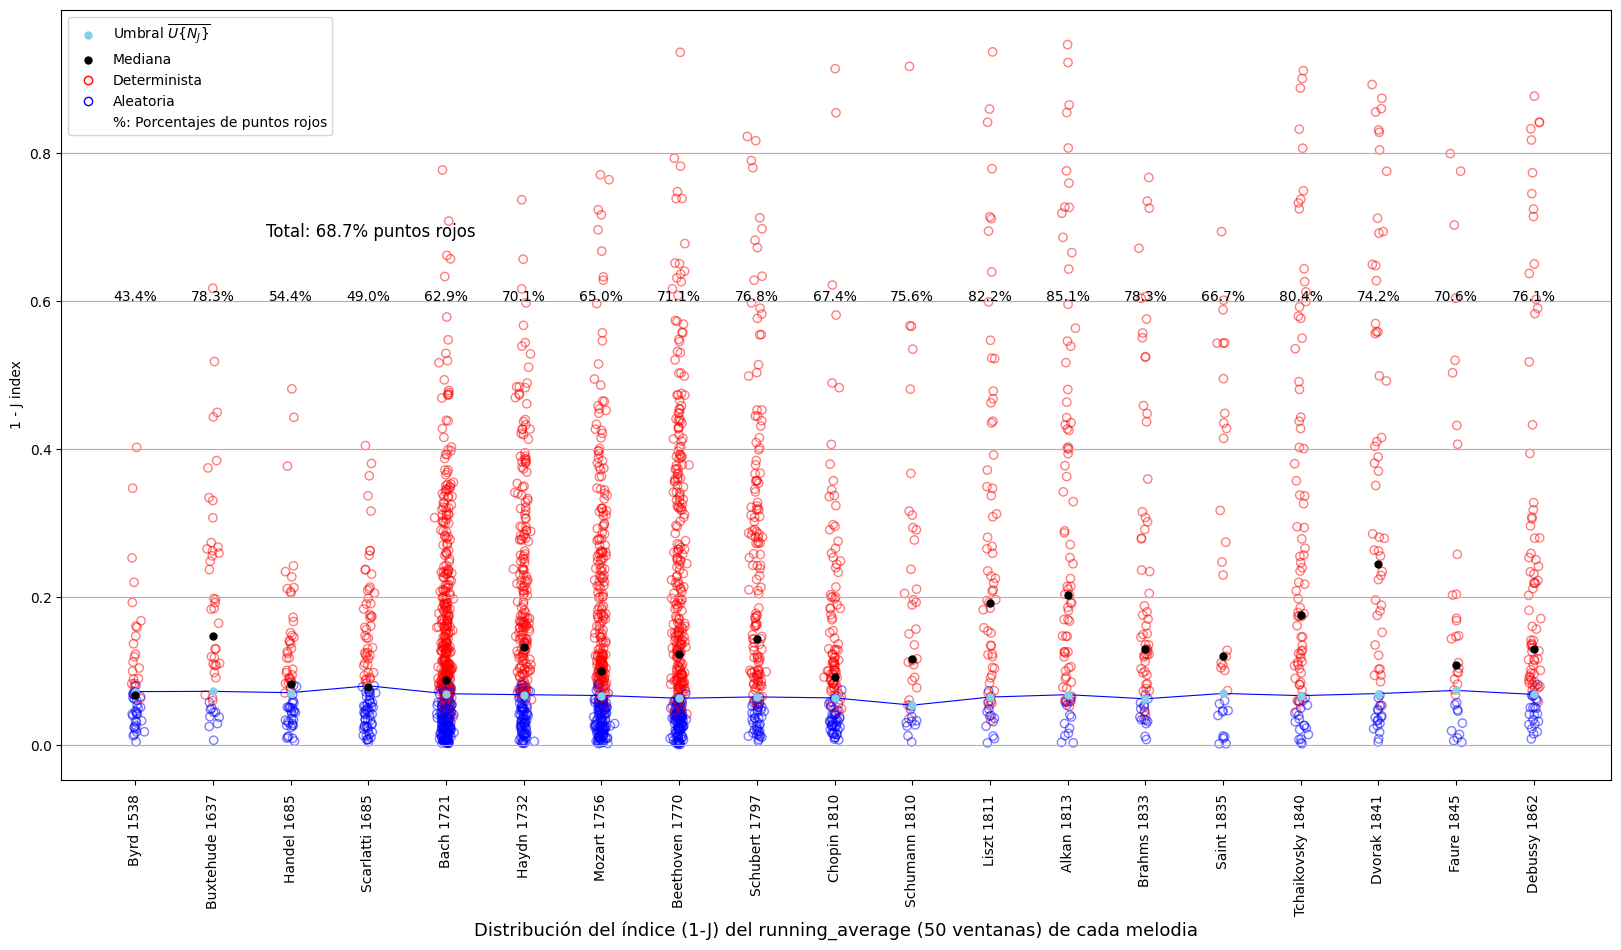 Umbral U{N_J}
Mediana
Determinista
Aleatoria
%: Porcentajes de puntos rojos
Total: 68.7% puntos rojos
43.4% 78.3% 54.4% 49.0% 62.9% 70.1% 65.0% 71.1% 76.8% 67.4% 75.6% 82.2% 85.1% 78.3% 66.7% 80.4% 74.2% 70.6% 76.1%
1 - J index
0.8
0.6
0.4
0.2
0.0
Byrd 1538
Buxtehude 1637
Handel 1685
Scarlatti 1685
Bach 1721
Haydn 1732
Mozart 1756
Beethoven 1770
Schubert 1797
Chopin 1810
Schumann 1810
Liszt 1811
Alkan 1813
Brahms 1833
Saint 1835
Tchaikovsky 1840
Dvorak 1841
Faure 1845
Debussy 1862
Distribución del índice (1-J) del running_average (50 ventanas) de cada melodia